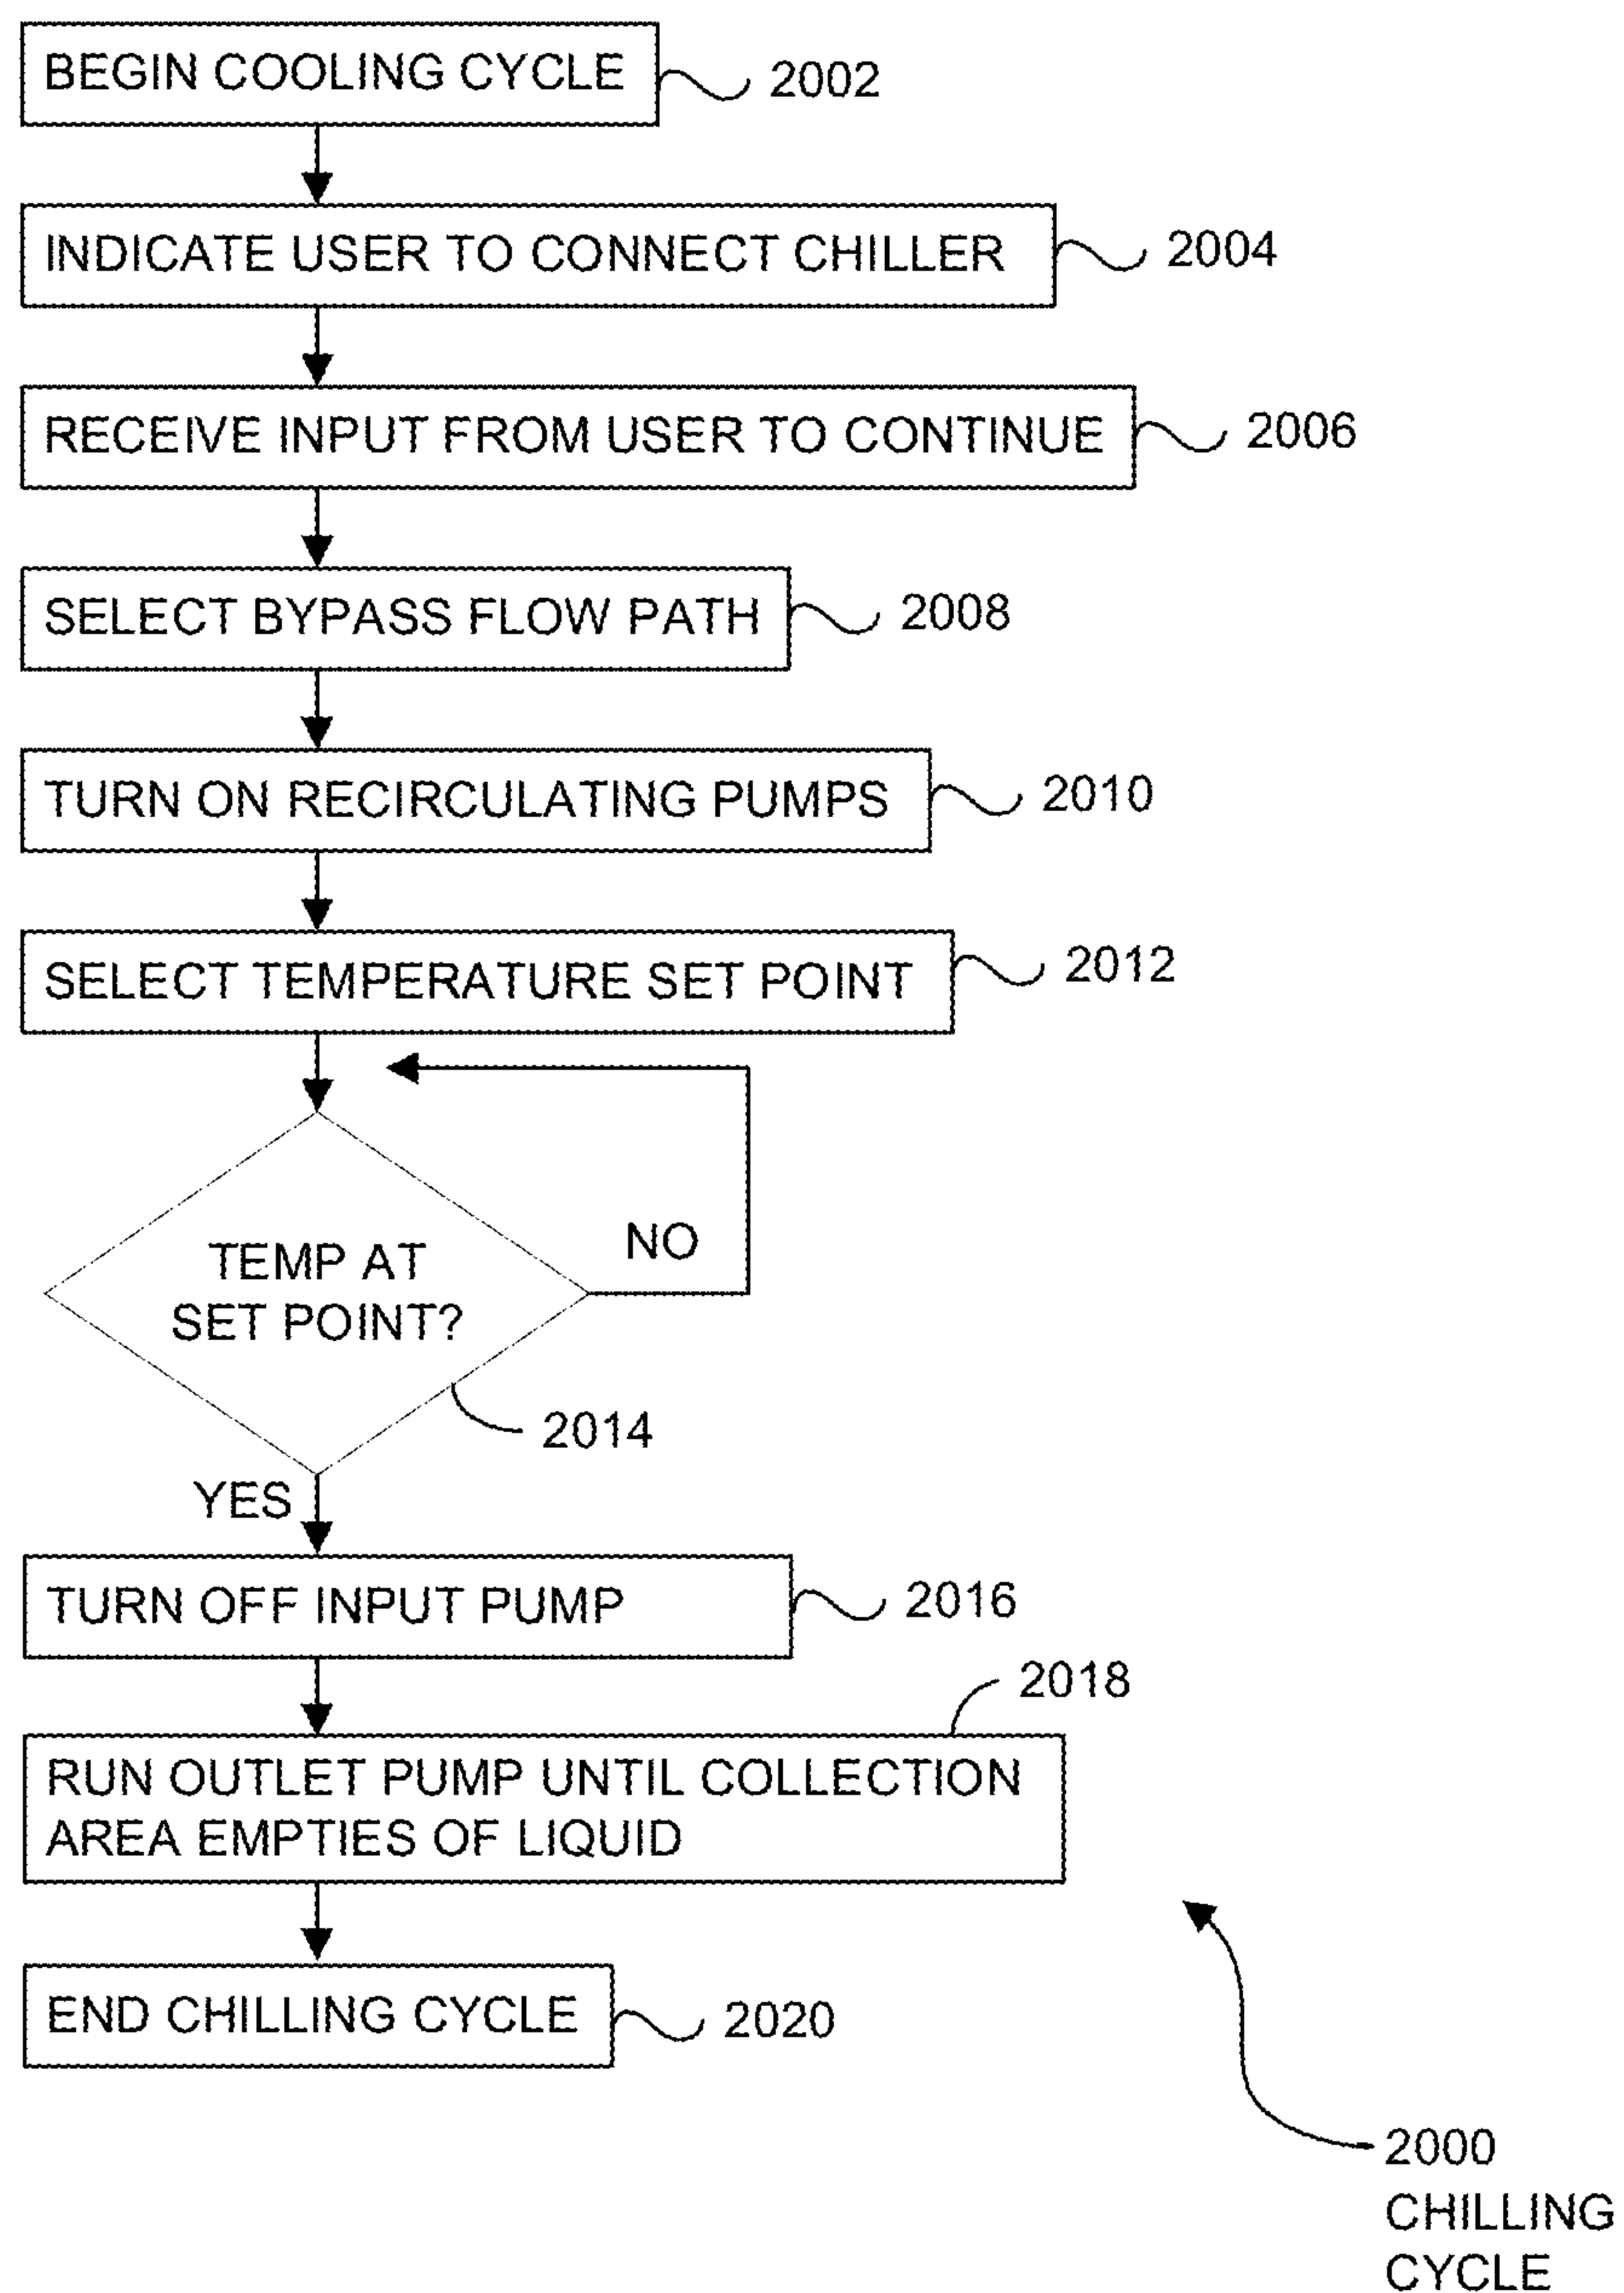 BEGIN COOLING CYCLE
2002
INDICATE USER TO CONNECT CHILLER
2004
RECEIVE INPUT FROM USER TO CONTINUE
2006
SELECT BYPASS FLOW PATH
2008
TURN ON RECIRCULATING PUMPS
2010
SELECT TEMPERATURE SET POINT
2012
TEMP AT
SET POINT?
NO
2014
YES
TURN OFF INPUT PUMP
2016
2018
RUN OUTLET PUMP UNTIL COLLECTION
AREA EMPTIES OF LIQUID
END CHILLING CYCLE
2020
2000
CHILLING
CYCLE